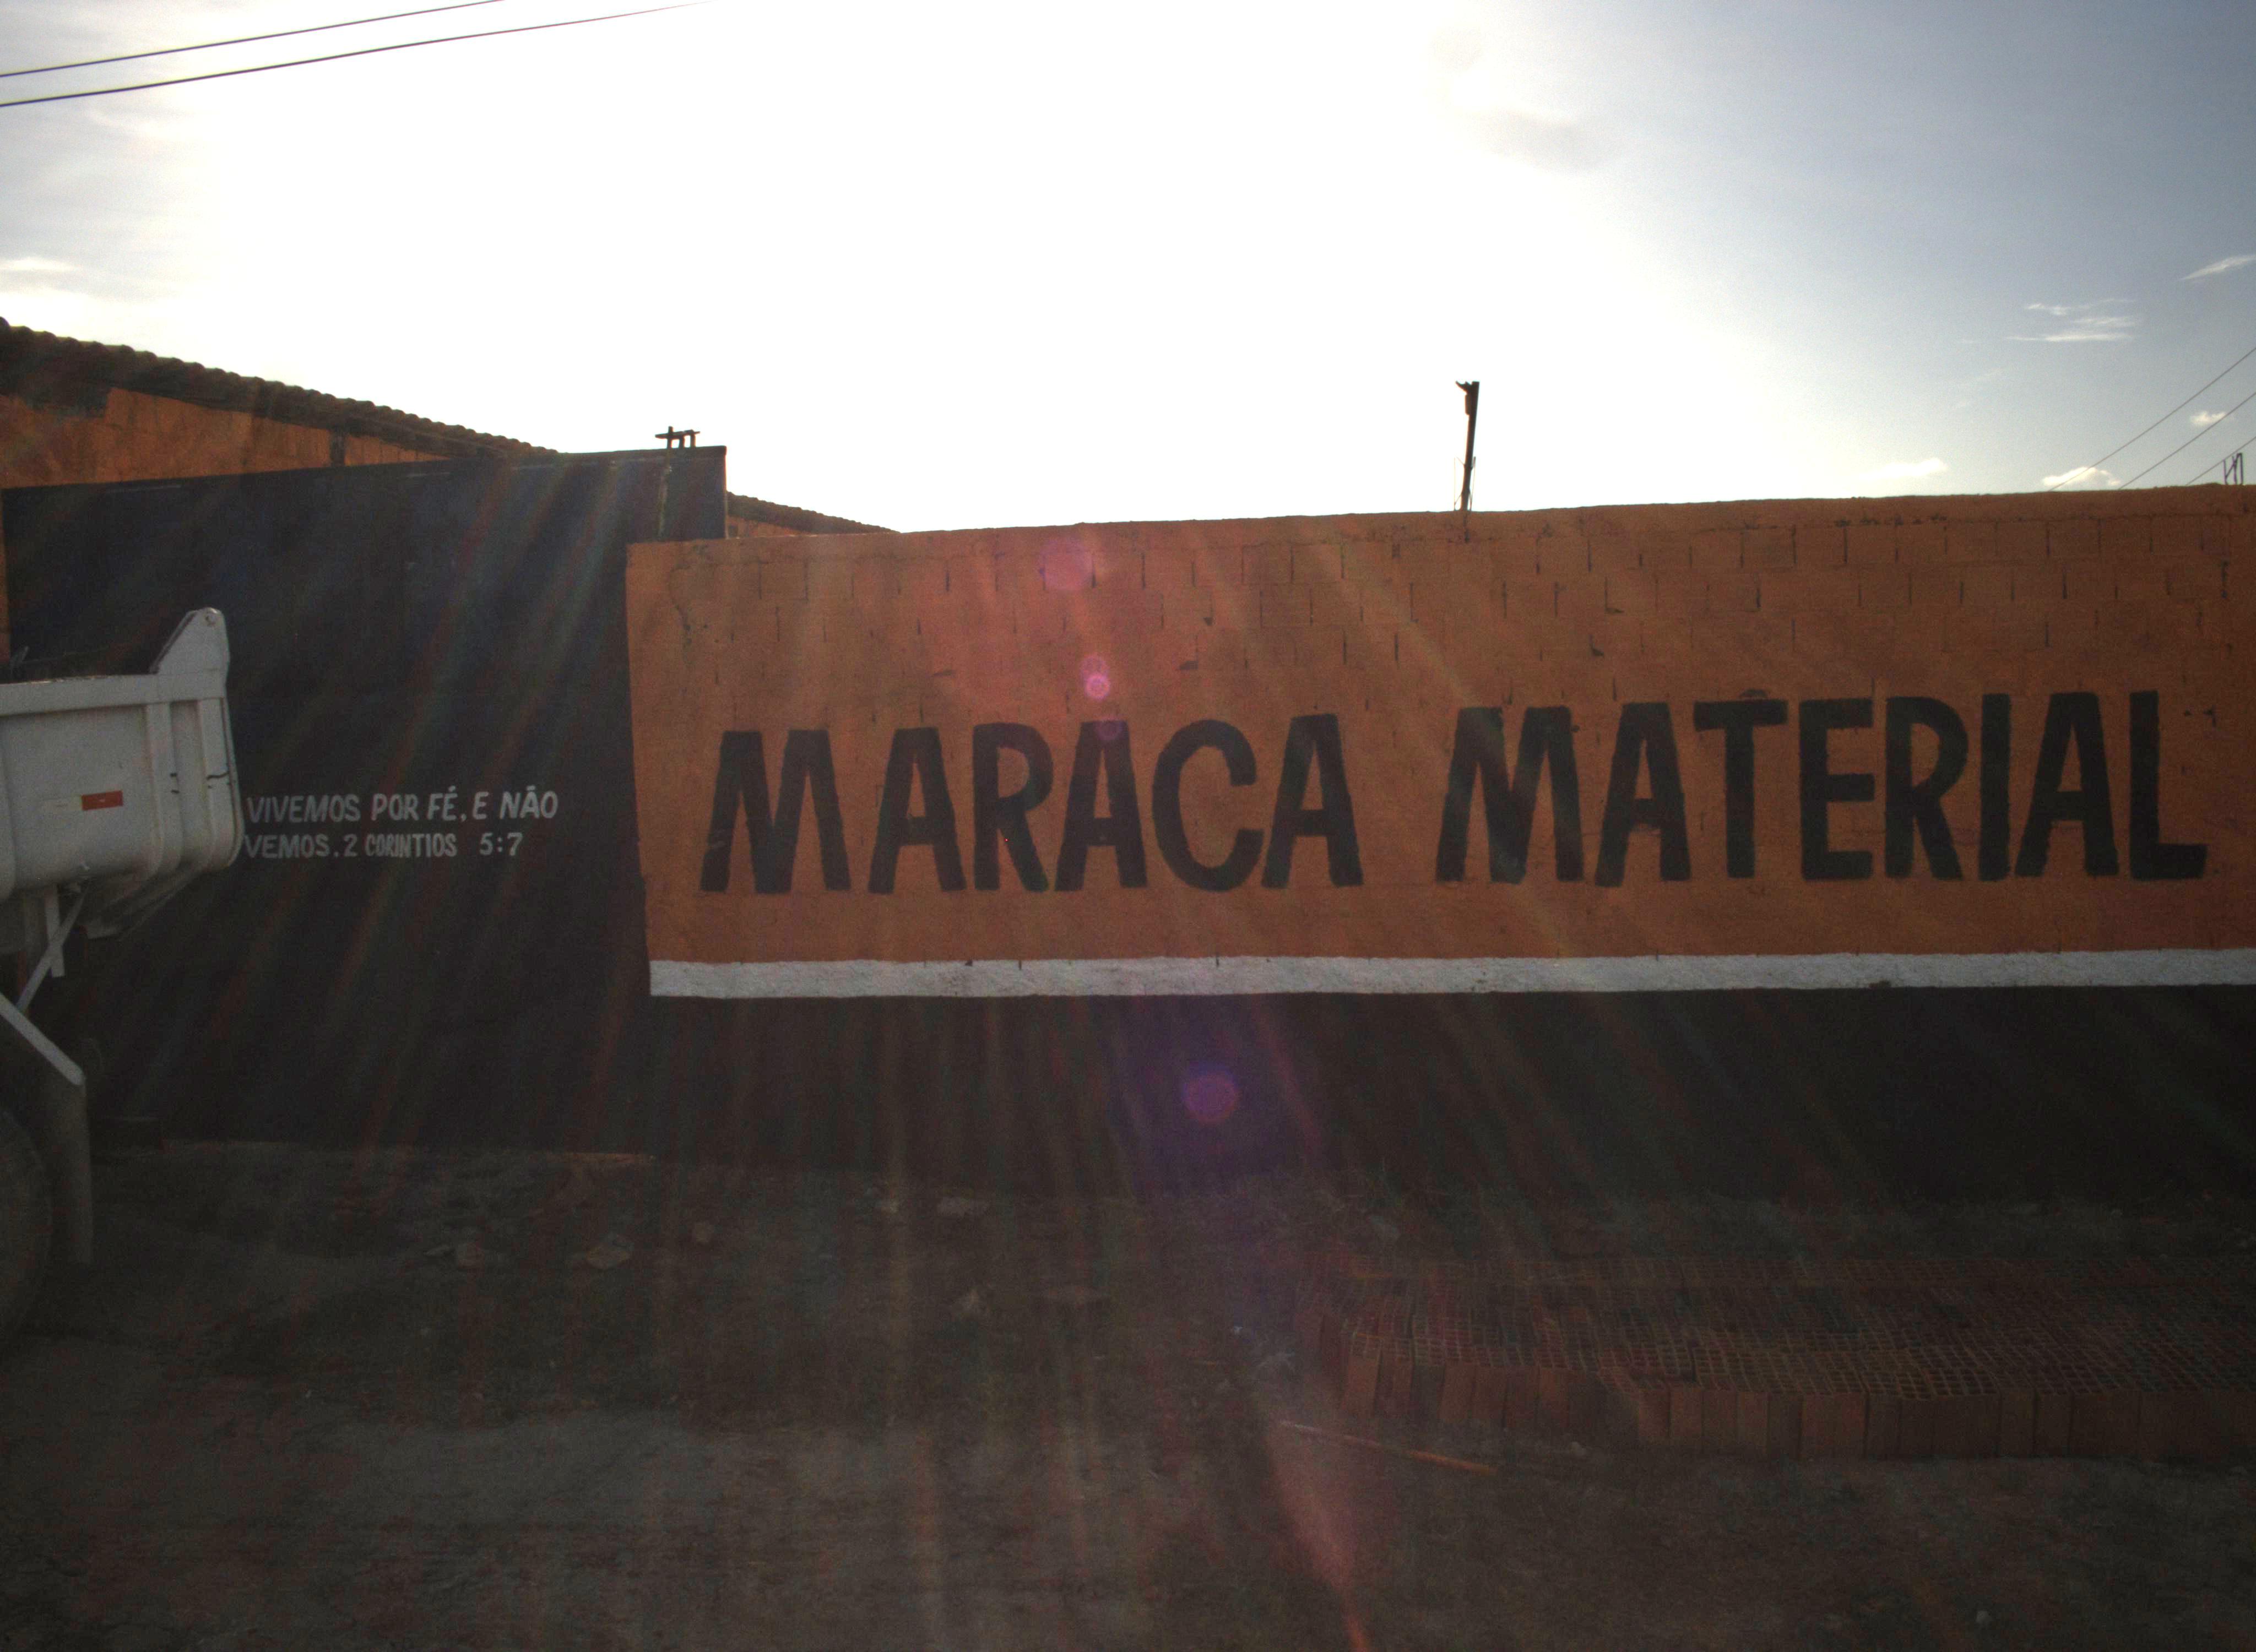 VIVEMOS POR FÉ, E NÃO
VEMOS. 2 CORINTIOS 5:7
MARACA MATERIAL